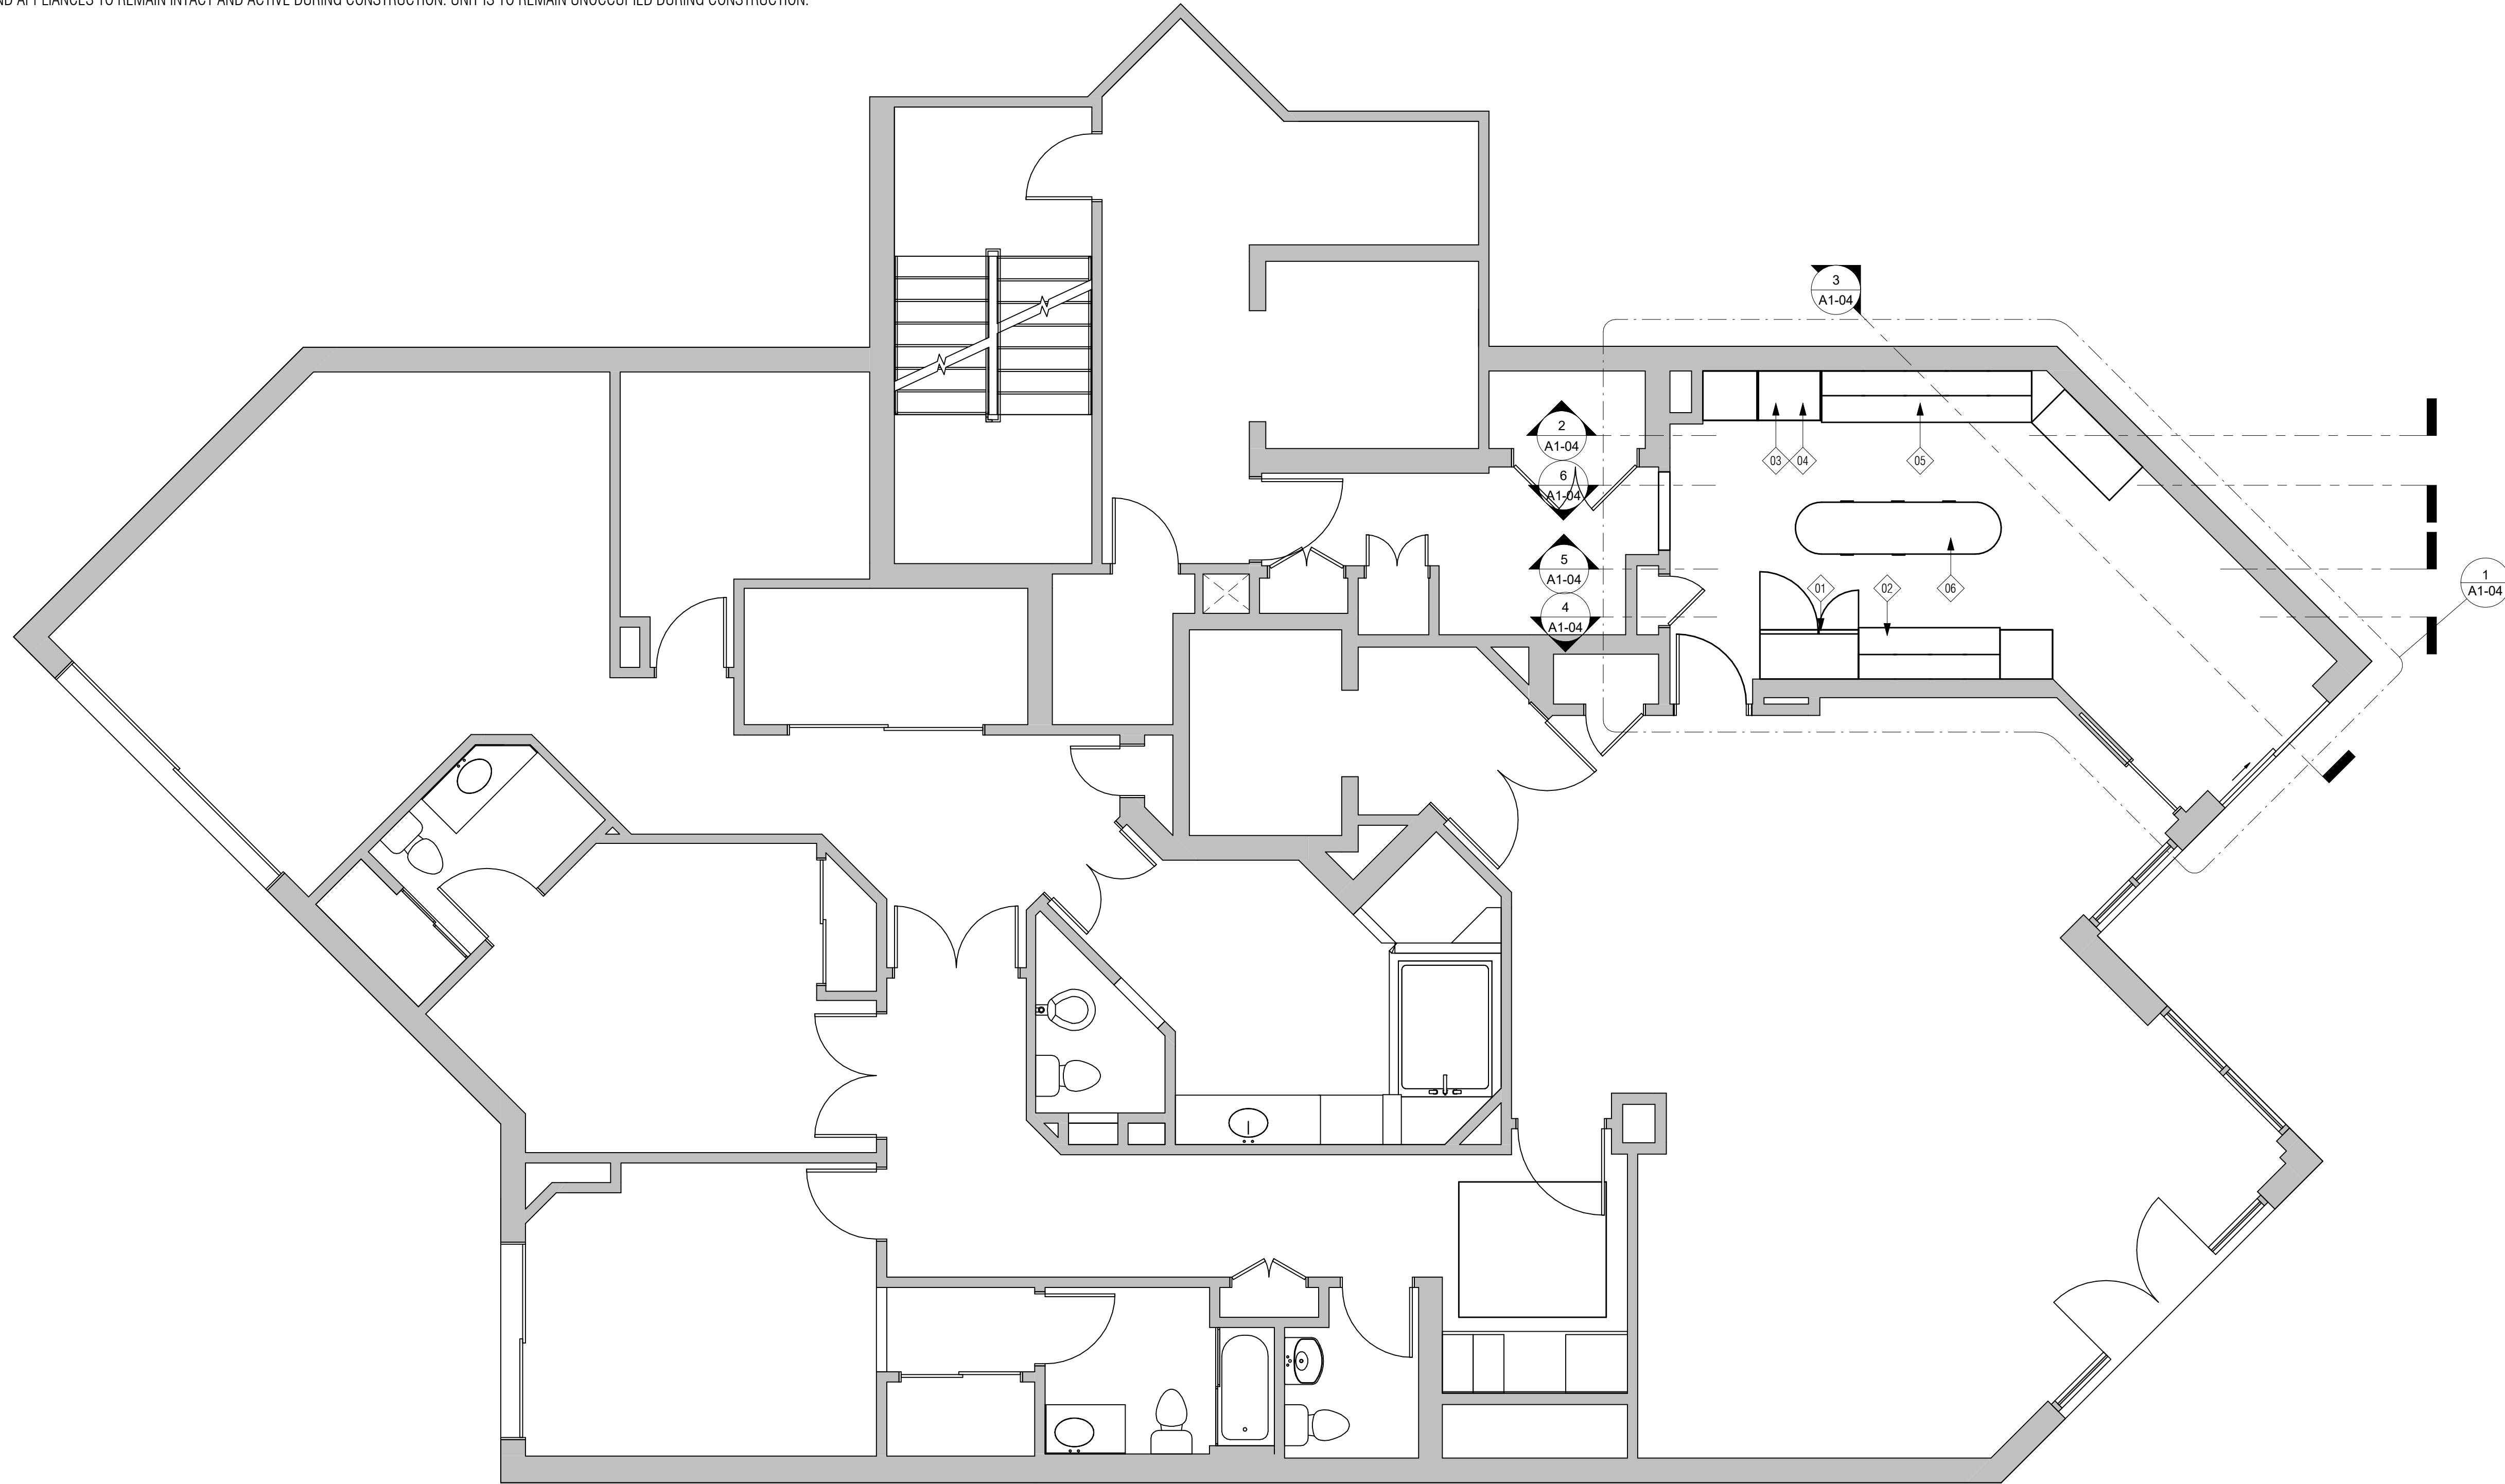 ND APPLIANCES TO REMAIN INTACT AND ACTIVE DURING CONSTRUCTION. UNIT IS TO REMAIN UNOCCUPIED DURING CONSTRUCTION.
3
A1-04
2
A1-04
03
04
05
6
A1-04
5
A1-04
1
A1-04
01
02
06
4
A1-04